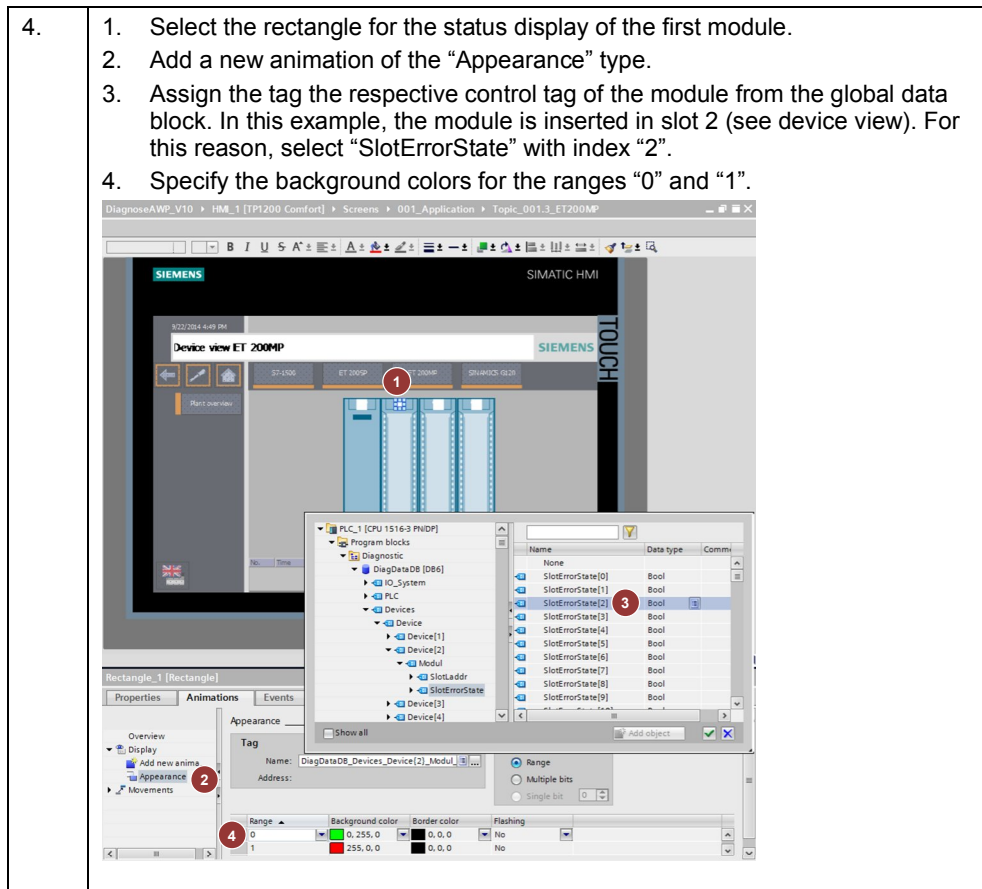 4.
1. Select the rectangle for the status display of the first module.
2. Add a new animation of the “Appearance” type.
3. Assign the tag the respective control tag of the module from the global data
block. In this example, the module is inserted in slot 2 (see device view). For
this reason, select “SlotErrorState” with index “2”.
4. Specify the background colors for the ranges “0” and “1”.
DiagnoseAWP_V10 HMI_1 [TP1200 Comfort] Screens 001_Application Topic_001.3_ET200MP
B I U S A
SIEMENS SIMATIC HMI
TOUCH
9/22/2014 4:49 PM
Device view ET 200MP SIEMENS
S7-1500 ET 200SP ET 200MP SINAMICS G120
1
Plant overview
No. Time
PLC_1 [CPU 1516-3 PN/DP]
Program blocks
Diagnostic
DiagDataDB [DB6]
IO_System
PLC
Devices
Device
Device[1]
Device[2]
Modul
SlotLaddr
SlotErrorState
Device[3]
Device[4]
Name Data type Comme
None
SlotErrorState[0] Bool
SlotErrorState[1] Bool
SlotErrorState[2] 3 Bool
SlotErrorState[3] Bool
SlotErrorState[4] Bool
SlotErrorState[5] Bool
SlotErrorState[6] Bool
SlotErrorState[7] Bool
SlotErrorState[8] Bool
SlotErrorState[9] Bool
Show all Add object
Rectangle_1 [Rectangle]
Properties Animations Events
Overview
Display
Add new anima
Appearance 2
Movements
Appearance
Tag
Name: DiagDataDB_Devices_Device{2}_Modul_ ...
Address:
Range
Multiple bits
Single bit 0
Range Background color Border color Flashing
4 0 0, 255, 0 0, 0, 0 No
1 255, 0, 0 0, 0, 0 No